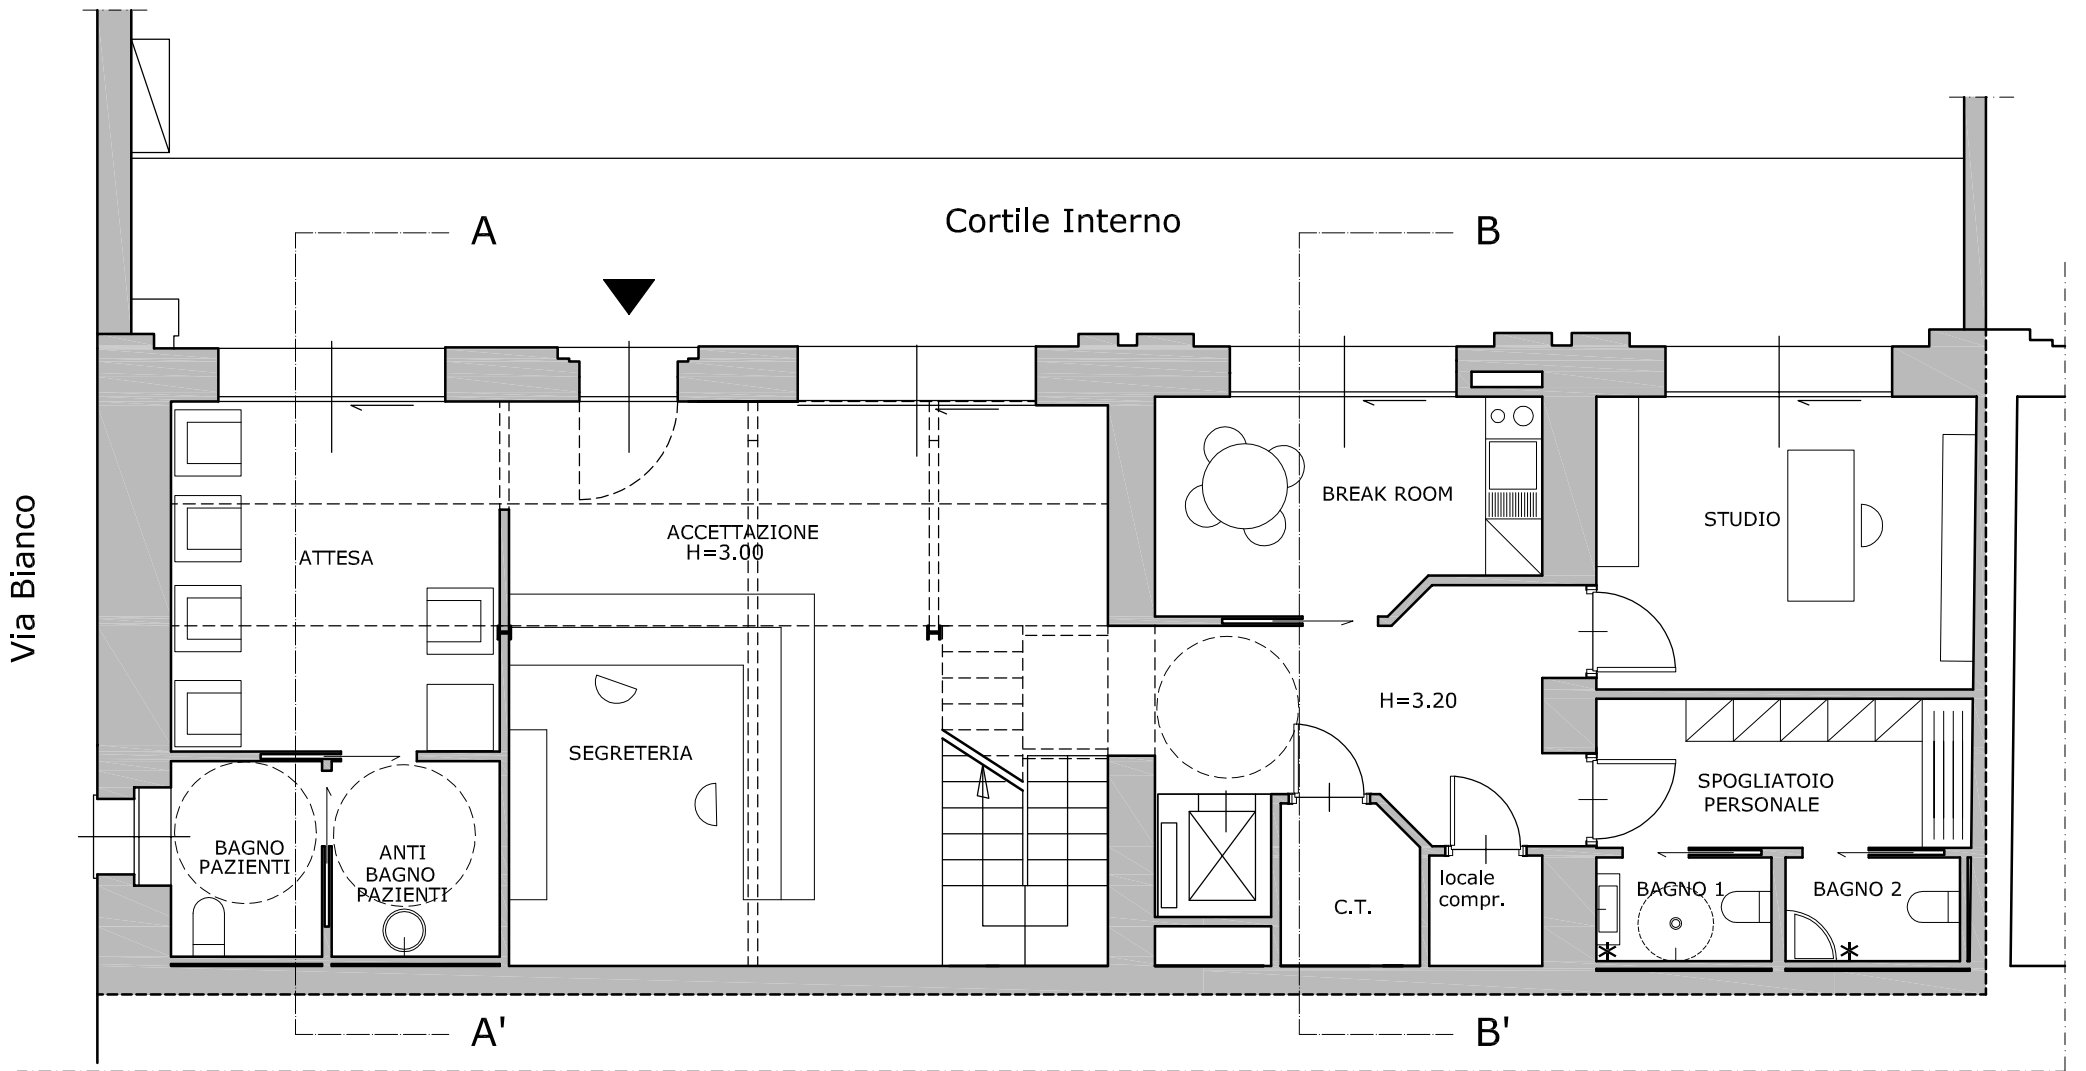 A
B
Cortile Interno
Via Bianco
ATTESA
ACCETTAZIONE
H=3.00
BREAK ROOM
STUDIO
SEGRETERIA
H=3.20
SPOGLIATOIO
PERSONALE
BAGNO
PAZIENTI
ANTI
BAGNO
PAZIENTI
C.T.
locale
compr.
BAGNO 1
BAGNO 2
*
*
A'
B'